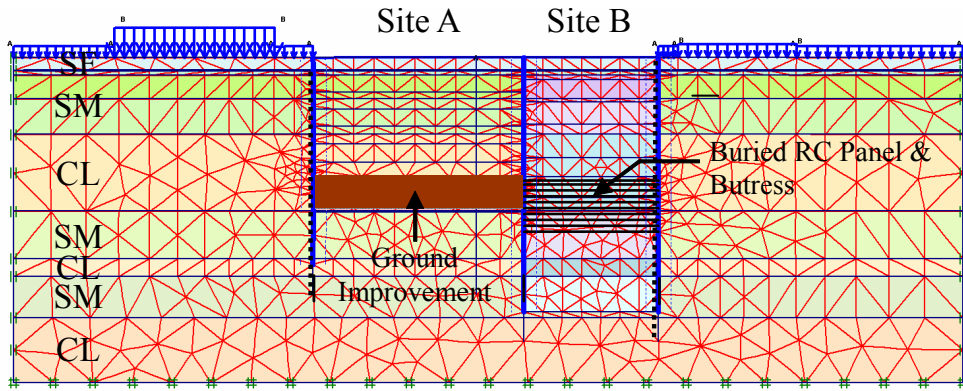 Site A Site B
B B
A A A B B A
SF
SM
CL
Buried RC Panel &
Butress
SM
Ground
Improvement
CL
SM
CL